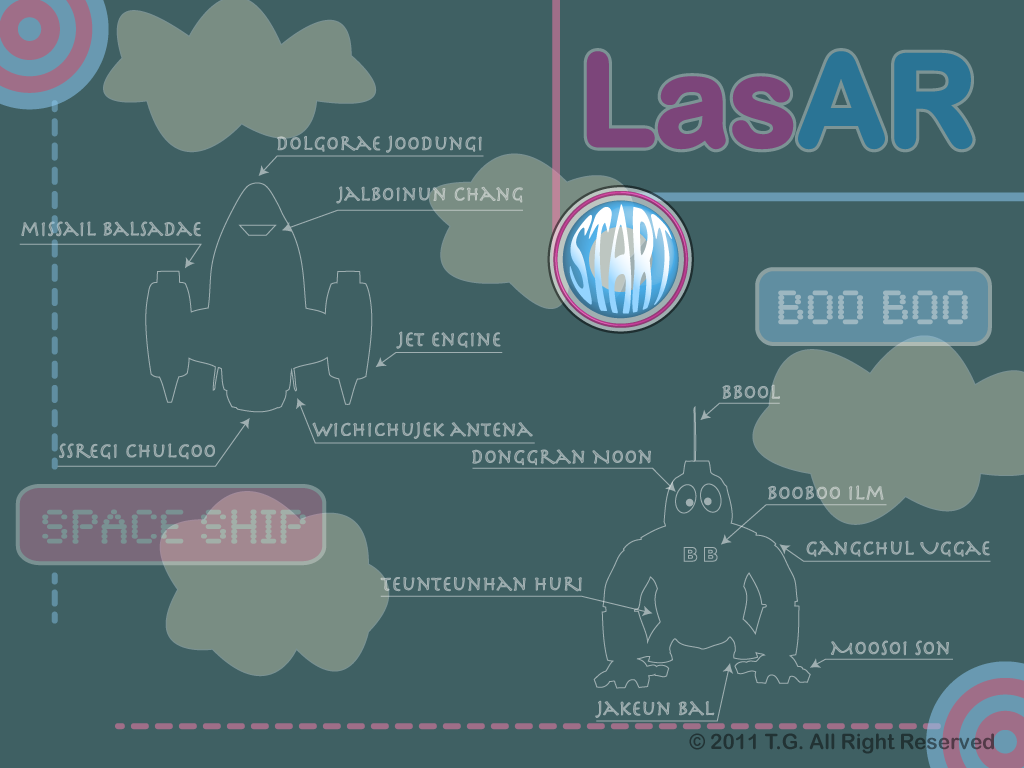 LasAR
DOLGORAE JOODUNGI
JALBOINUN CHANG
MISSAIL BALSADAE
START
BOO BOO
JET ENGINE
BBOOL
WICHICHUJEK ANTENA
SSREGI CHULGOO
DONGGRAN NOON
BOOBOO ILM
SPACE SHIP
GANGCHUL UGGAE
BB
TEUNTEUNHAN HURI
MOOSOI SON
JAKEUN BAL
© 2011 T.G. All Right Reserved